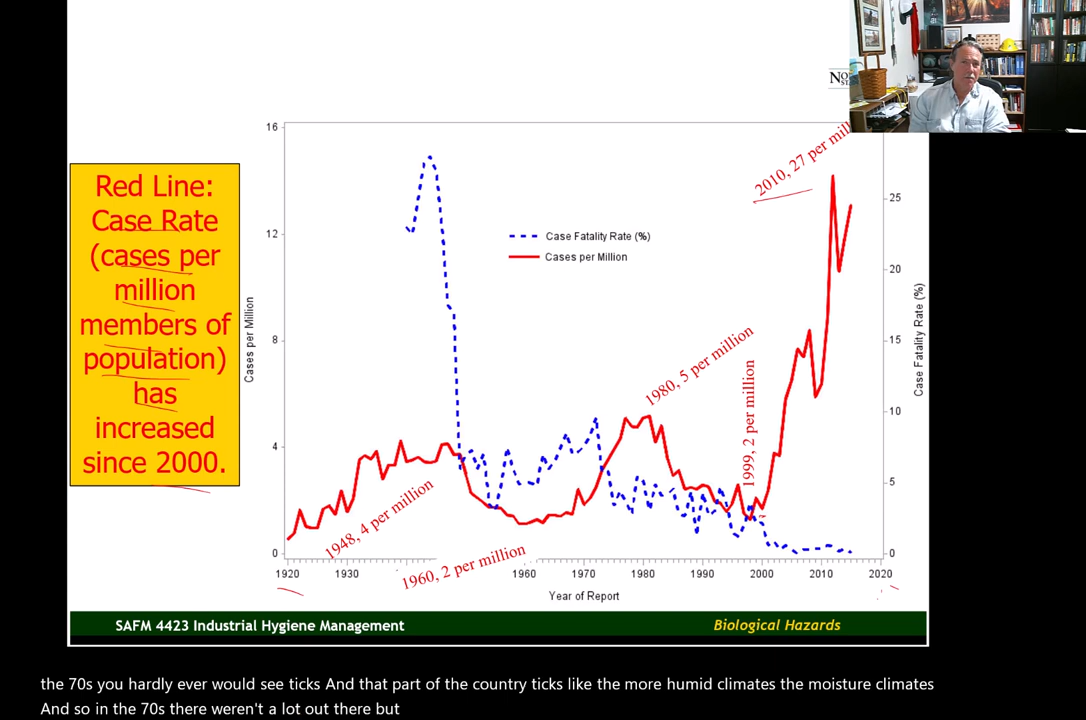 Red Line:
Case Rate
(cases per
million
members of
population)
has
increased
since 2000.
16
12
8
4
0
Cases per Million
Case Fatality Rate (%)
Cases per Million
2010, 27 per
1980, 5 per million
1999, 2 per million
1948, 4 per million
1960, 2 per million
25
20
15
10
5
0
Case Fatality Rate (%)
1920 1930 1960 1970 1980 1990 2000 2010 2020
Year of Report
SAFM 4423 Industrial Hygiene Management
Biological Hazards
the 70s you hardly ever would see ticks And that part of the country ticks like the more humid climates the moisture climates
And so in the 70s there weren't a lot out there but